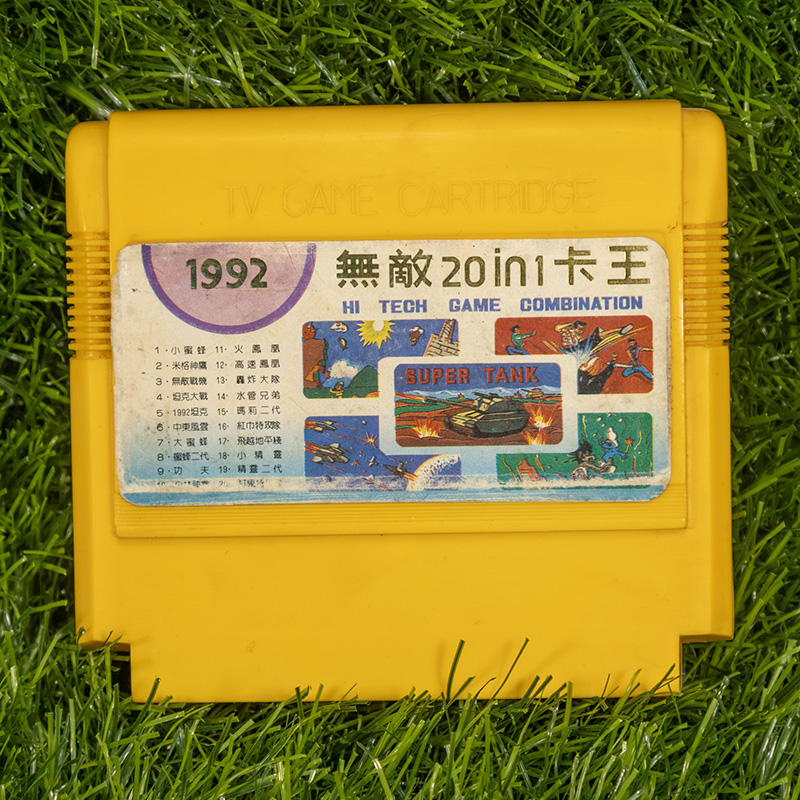 TV GAME CARTRIDGE
1992
無敵20in1卡王
HI TECH GAME COMBINATION
SUPER TANK
1·小蜜蜂 11·火鳳凰
2·米格神鷹 12·高速鳳凰
3·無敵戰機 13·轟炸大隊
4·坦克大戰 14·水管兄弟
5·1992坦克 15·瑪莉二代
6·中東風雲 16·紅巾特攻隊
7·大蜜蜂 17·飛越地平綫
8·蜜蜂二代 18·小精靈
9·功夫 19·精靈二代